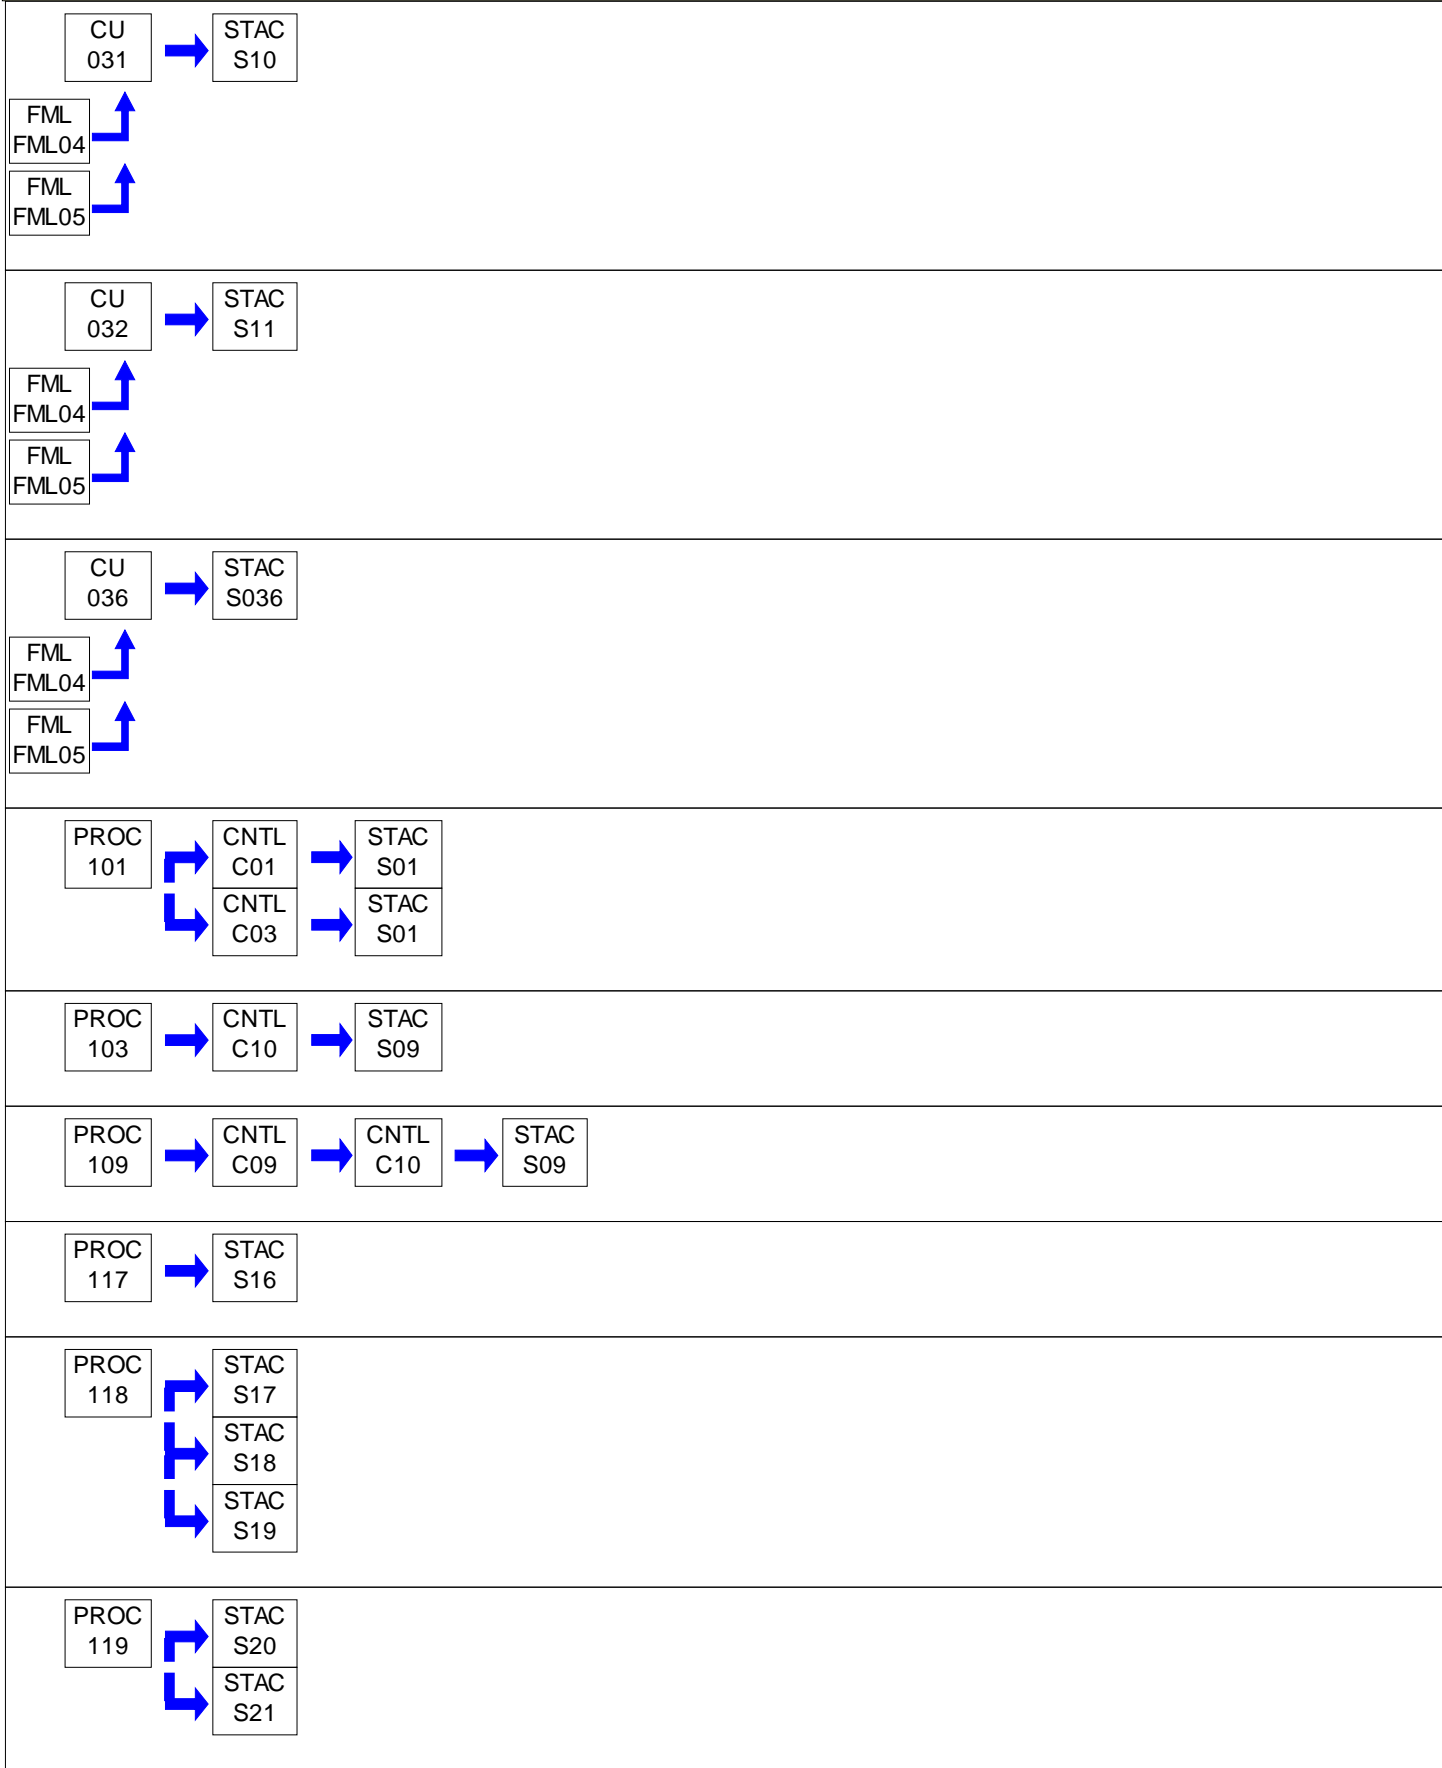 CU
031
STAC
S10
FML
FML04
FML
FML05
CU
032
STAC
S11
FML
FML04
FML
FML05
CU
036
STAC
S036
FML
FML04
FML
FML05
PROC
101
CNTL
C01
STAC
S01
CNTL
C03
STAC
S01
PROC
103
CNTL
C10
STAC
S09
PROC
109
CNTL
C09
CNTL
C10
STAC
S09
PROC
117
STAC
S16
PROC
118
STAC
S17
STAC
S18
STAC
S19
PROC
119
STAC
S20
STAC
S21